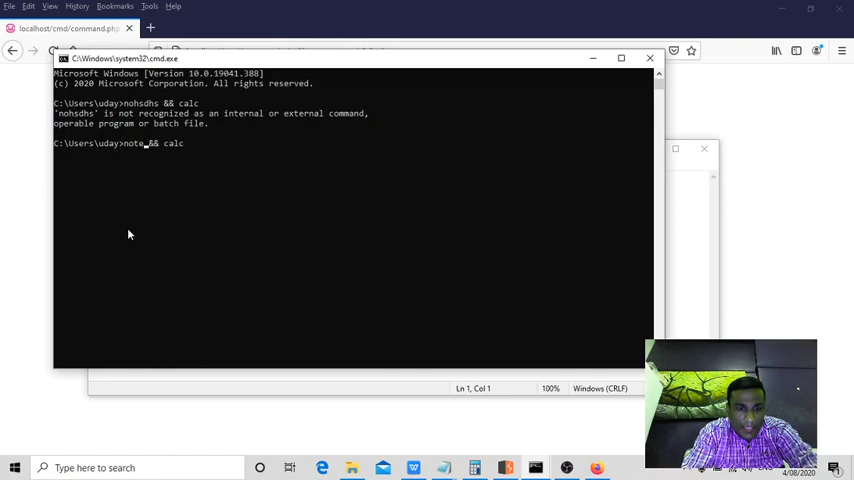 File Edit View History Bookmarks Tools Help
localhost/cmd/command.php
C:\Windows\system32\cmd.exe
Microsoft Windows [Version 10.0.19041.388]
(c) 2020 Microsoft Corporation. All rights reserved.
C:\Users\uday>nohsdhs && calc
'nohsdhs' is not recognized as an internal or external command,
operable program or batch file.
C:\Users\uday>note_&& calc
Ln 1, Col 1 100% Windows (CRLF)
Type here to search
4/08/2020